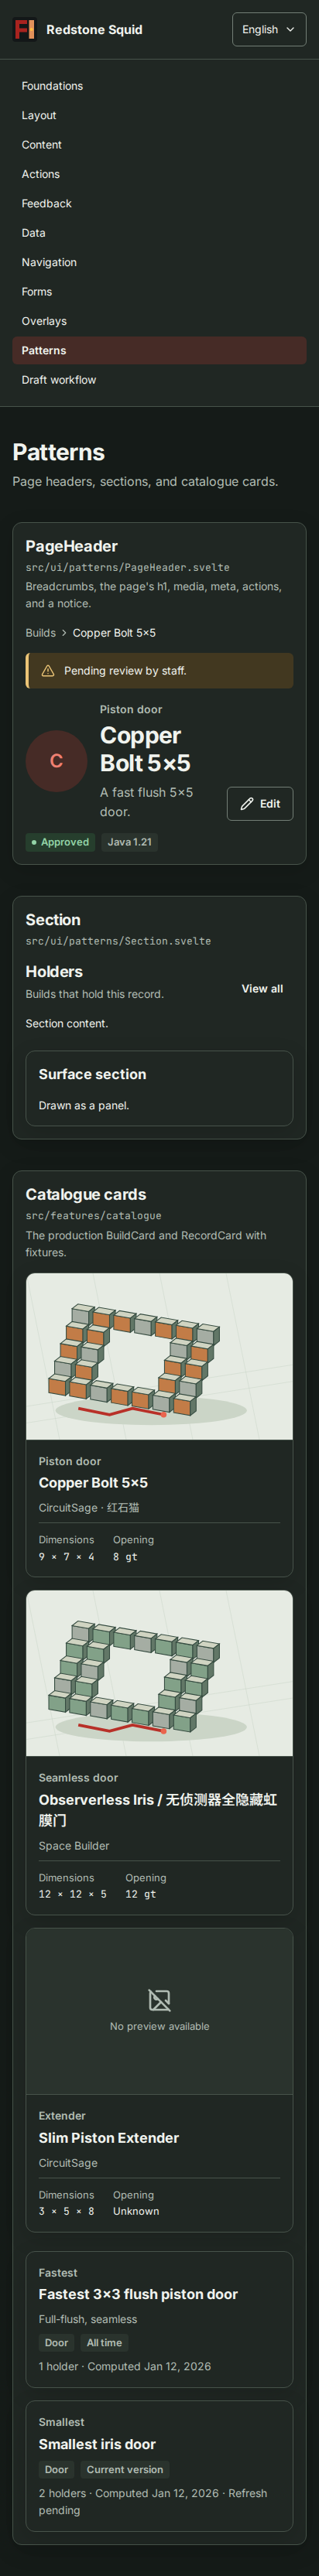 Redstone Squid
English
Foundations
Layout
Content
Actions
Feedback
Data
Navigation
Forms
Overlays
Patterns
Draft workflow
Patterns
Page headers, sections, and catalogue cards.
PageHeader
src/ui/patterns/PageHeader.svelte
Breadcrumbs, the page's h1, media, meta, actions,
and a notice.
Builds > Copper Bolt 5×5
Pending review by staff.
Piston door
C
Copper
Bolt 5×5
A fast flush 5×5
door.
Edit
Approved
Java 1.21
Section
src/ui/patterns/Section.svelte
Holders
Builds that hold this record.
View all
Section content.
Surface section
Drawn as a panel.
Catalogue cards
src/features/catalogue
The production BuildCard and RecordCard with
fixtures.
Piston door
Copper Bolt 5×5
CircuitSage · 红石猫
Dimensions Opening
9 × 7 × 4 8 gt
Seamless door
Observerless Iris / 无侦测器全隐藏虹
膜门
Space Builder
Dimensions Opening
12 × 12 × 5 12 gt
No preview available
Extender
Slim Piston Extender
CircuitSage
Dimensions Opening
3 × 5 × 8 Unknown
Fastest
Fastest 3×3 flush piston door
Full-flush, seamless
Door All time
1 holder · Computed Jan 12, 2026
Smallest
Smallest iris door
Door Current version
2 holders · Computed Jan 12, 2026 · Refresh
pending